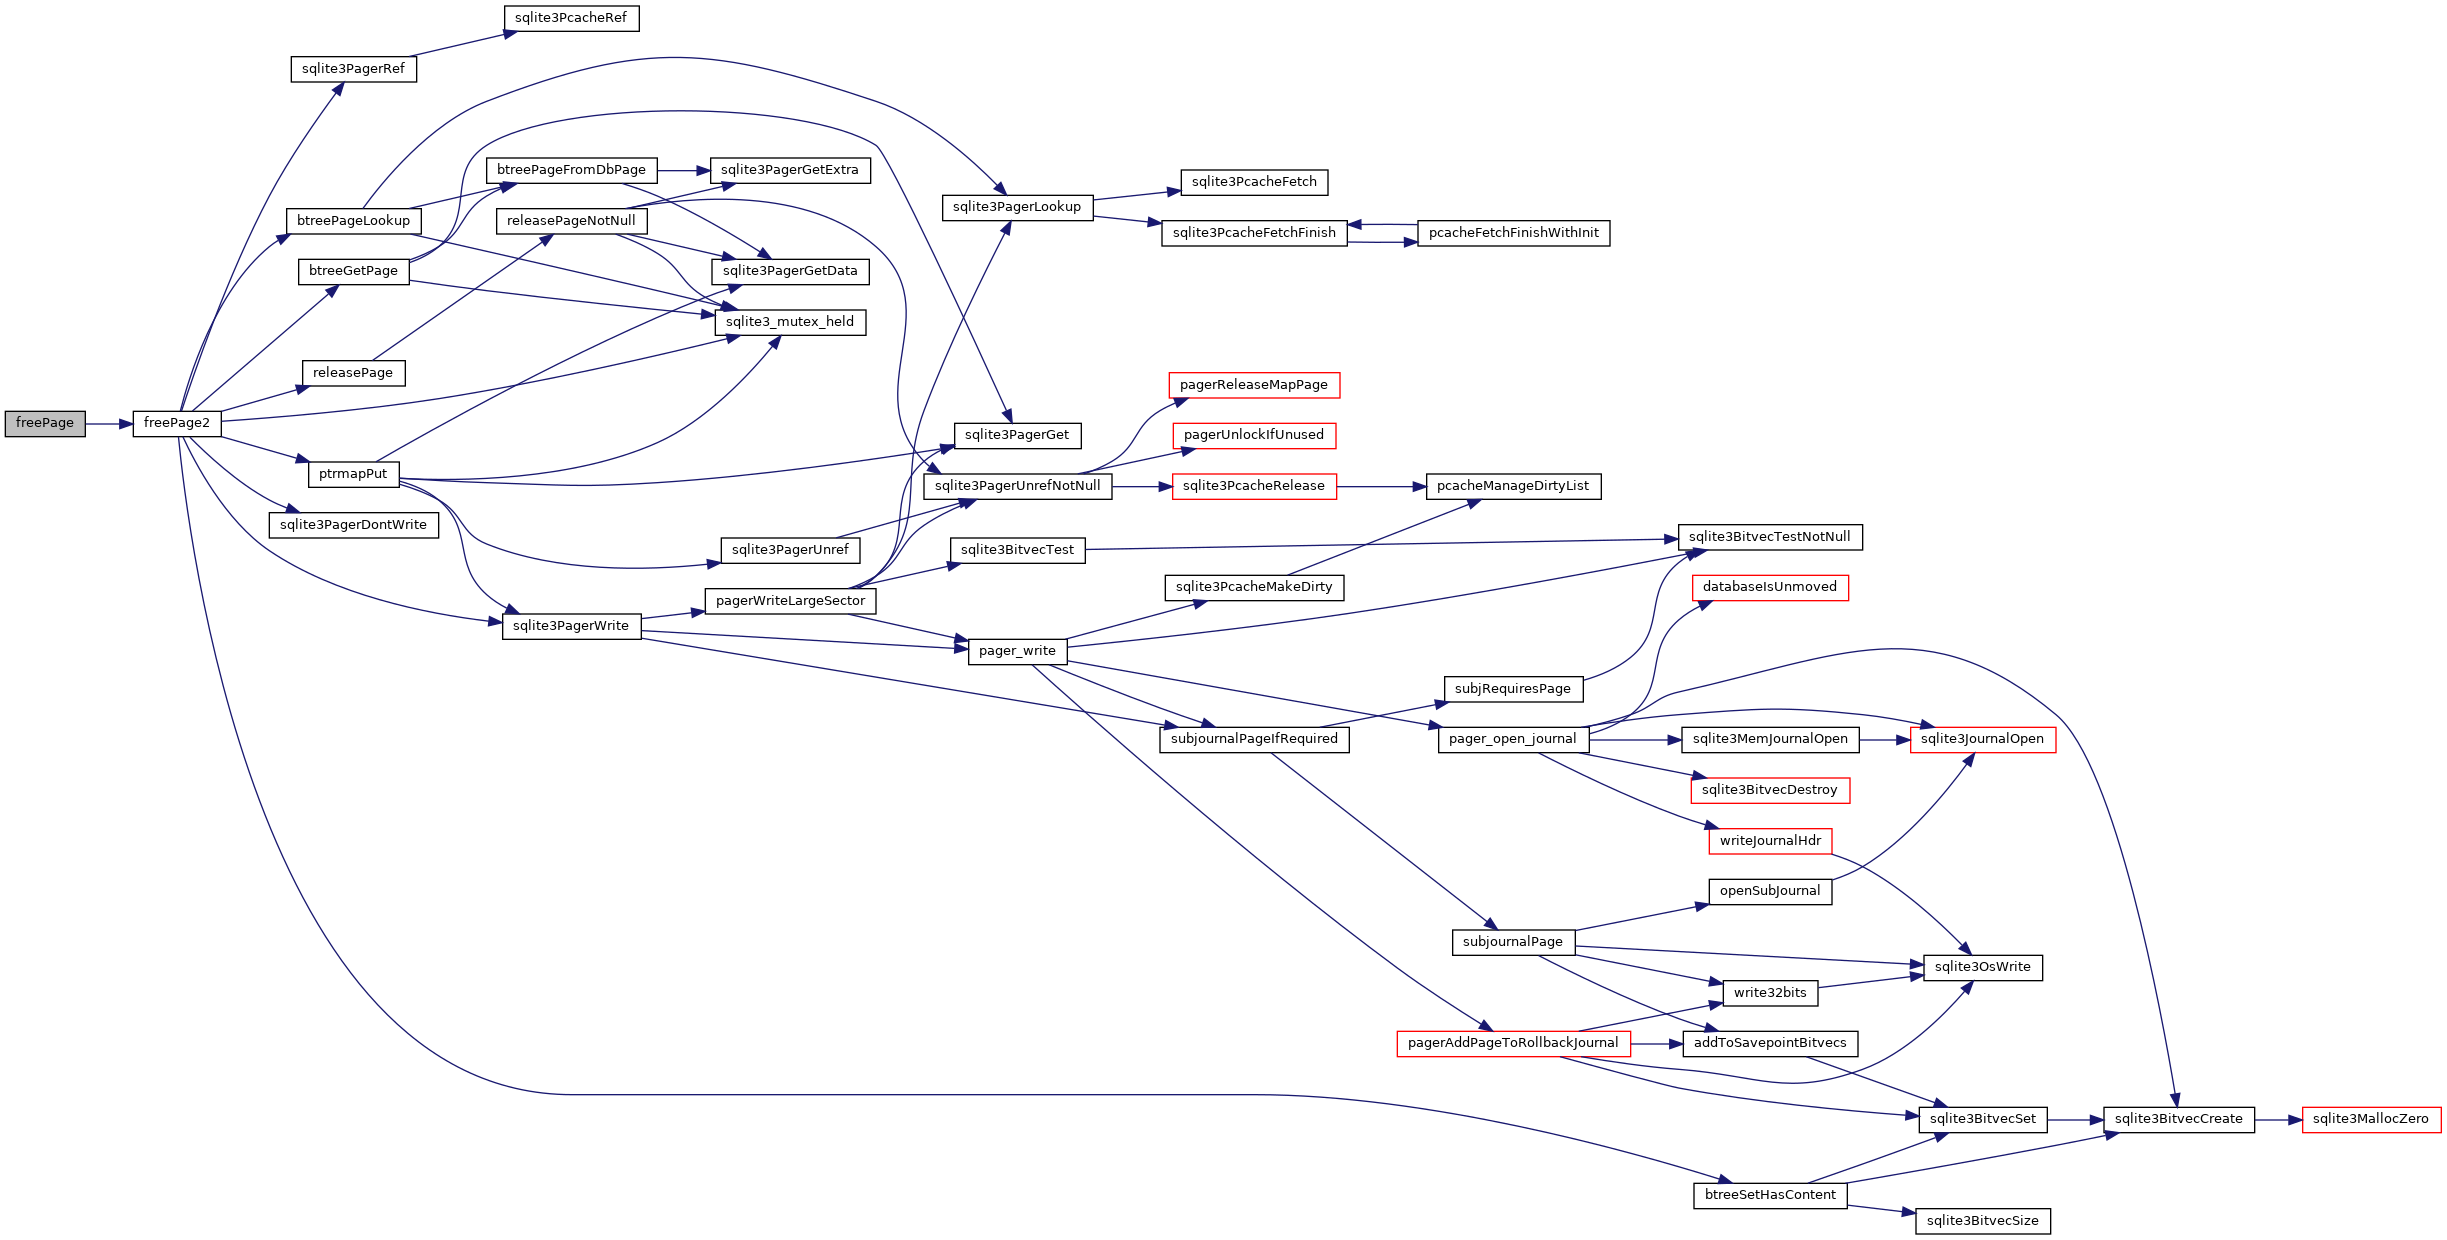 sqlite3PcacheRef
sqlite3PagerRef
btreePageFromDbPage
sqlite3PagerGetExtra
sqlite3PcacheFetch
sqlite3PagerLookup
btreePageLookup
releasePageNotNull
sqlite3PcacheFetchFinish
pcacheFetchFinishWithInit
btreeGetPage
sqlite3PagerGetData
sqlite3_mutex_held
releasePage
pagerReleaseMapPage
freePage
freePage2
sqlite3PagerGet
pagerUnlockIfUnused
ptrmapPut
sqlite3PagerUnrefNotNull
sqlite3PcacheRelease
pcacheManageDirtyList
sqlite3PagerDontWrite
sqlite3BitvecTestNotNull
sqlite3PagerUnref
sqlite3BitvecTest
sqlite3PcacheMakeDirty
databaseIsUnmoved
pagerWriteLargeSector
sqlite3PagerWrite
pager_write
subjRequiresPage
subjournalPageIfRequired
pager_open_journal
sqlite3MemJournalOpen
sqlite3JournalOpen
sqlite3BitvecDestroy
writeJournalHdr
openSubJournal
subjournalPage
sqlite3OsWrite
write32bits
pagerAddPageToRollbackJournal
addToSavepointBitvecs
sqlite3BitvecSet
sqlite3BitvecCreate
sqlite3MallocZero
btreeSetHasContent
sqlite3BitvecSize